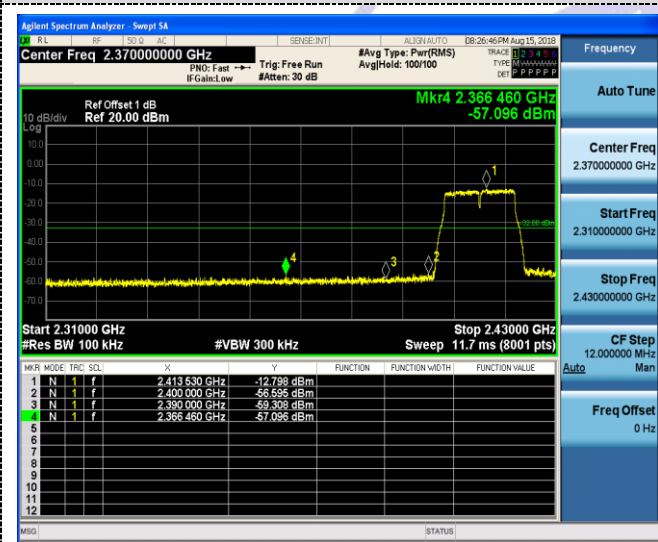 Agilent Spectrum Analyzer - Swept SA
RL RF 50 Ω AC SENSE:INT ALIGN AUTO 08:26:46 PM Aug 15, 2018
Center Freq 2.370000000 GHz
PNO: Fast Trig: Free Run
IFGain:Low #Atten: 30 dB
#Avg Type: Pwr(RMS)
Avg|Hold: 100/100
TRACE 1 2 3 4 5 6
TYPE M
DET P P P P P P
Frequency
Auto Tune
Center Freq
2.370000000 GHz
Start Freq
2.310000000 GHz
Stop Freq
2.430000000 GHz
CF Step
12.000000 MHz
Auto Man
Freq Offset
0 Hz
Ref Offset 1 dB
10 dB/div Ref 20.00 dBm
Log
Mkr4 2.366 460 GHz
-57.096 dBm
10.0
0.00
-10.0
-20.0
-30.0
-40.0
-50.0
-60.0
-70.0
-32.00 dBm
1
2
3
4
Start 2.31000 GHz Stop 2.43000 GHz
#Res BW 100 kHz #VBW 300 kHz Sweep 11.7 ms (8001 pts)
MKR MODE TRC SCL X Y FUNCTION FUNCTION WIDTH FUNCTION VALUE
1 N 1 f 2.413 530 GHz -12.798 dBm
2 N 1 f 2.400 000 GHz -56.595 dBm
3 N 1 f 2.390 000 GHz -59.308 dBm
4 N 1 f 2.366 460 GHz -57.096 dBm
5
6
7
8
9
10
11
12
MSG STATUS